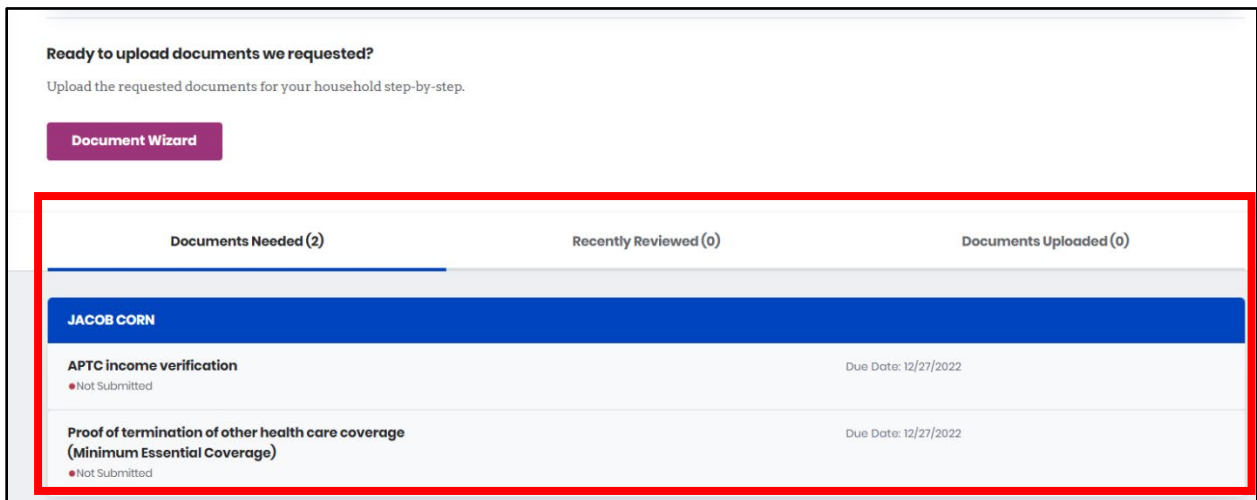 Ready to upload documents we requested?
Upload the requested documents for your household step-by-step.
Document Wizard
Documents Needed (2)
Recently Reviewed (0)
Documents Uploaded (0)
JACOB CORN
APTC income verification
Due Date: 12/27/2022
Not Submitted
Proof of termination of other health care coverage
(Minimum Essential Coverage)
Due Date: 12/27/2022
Not Submitted